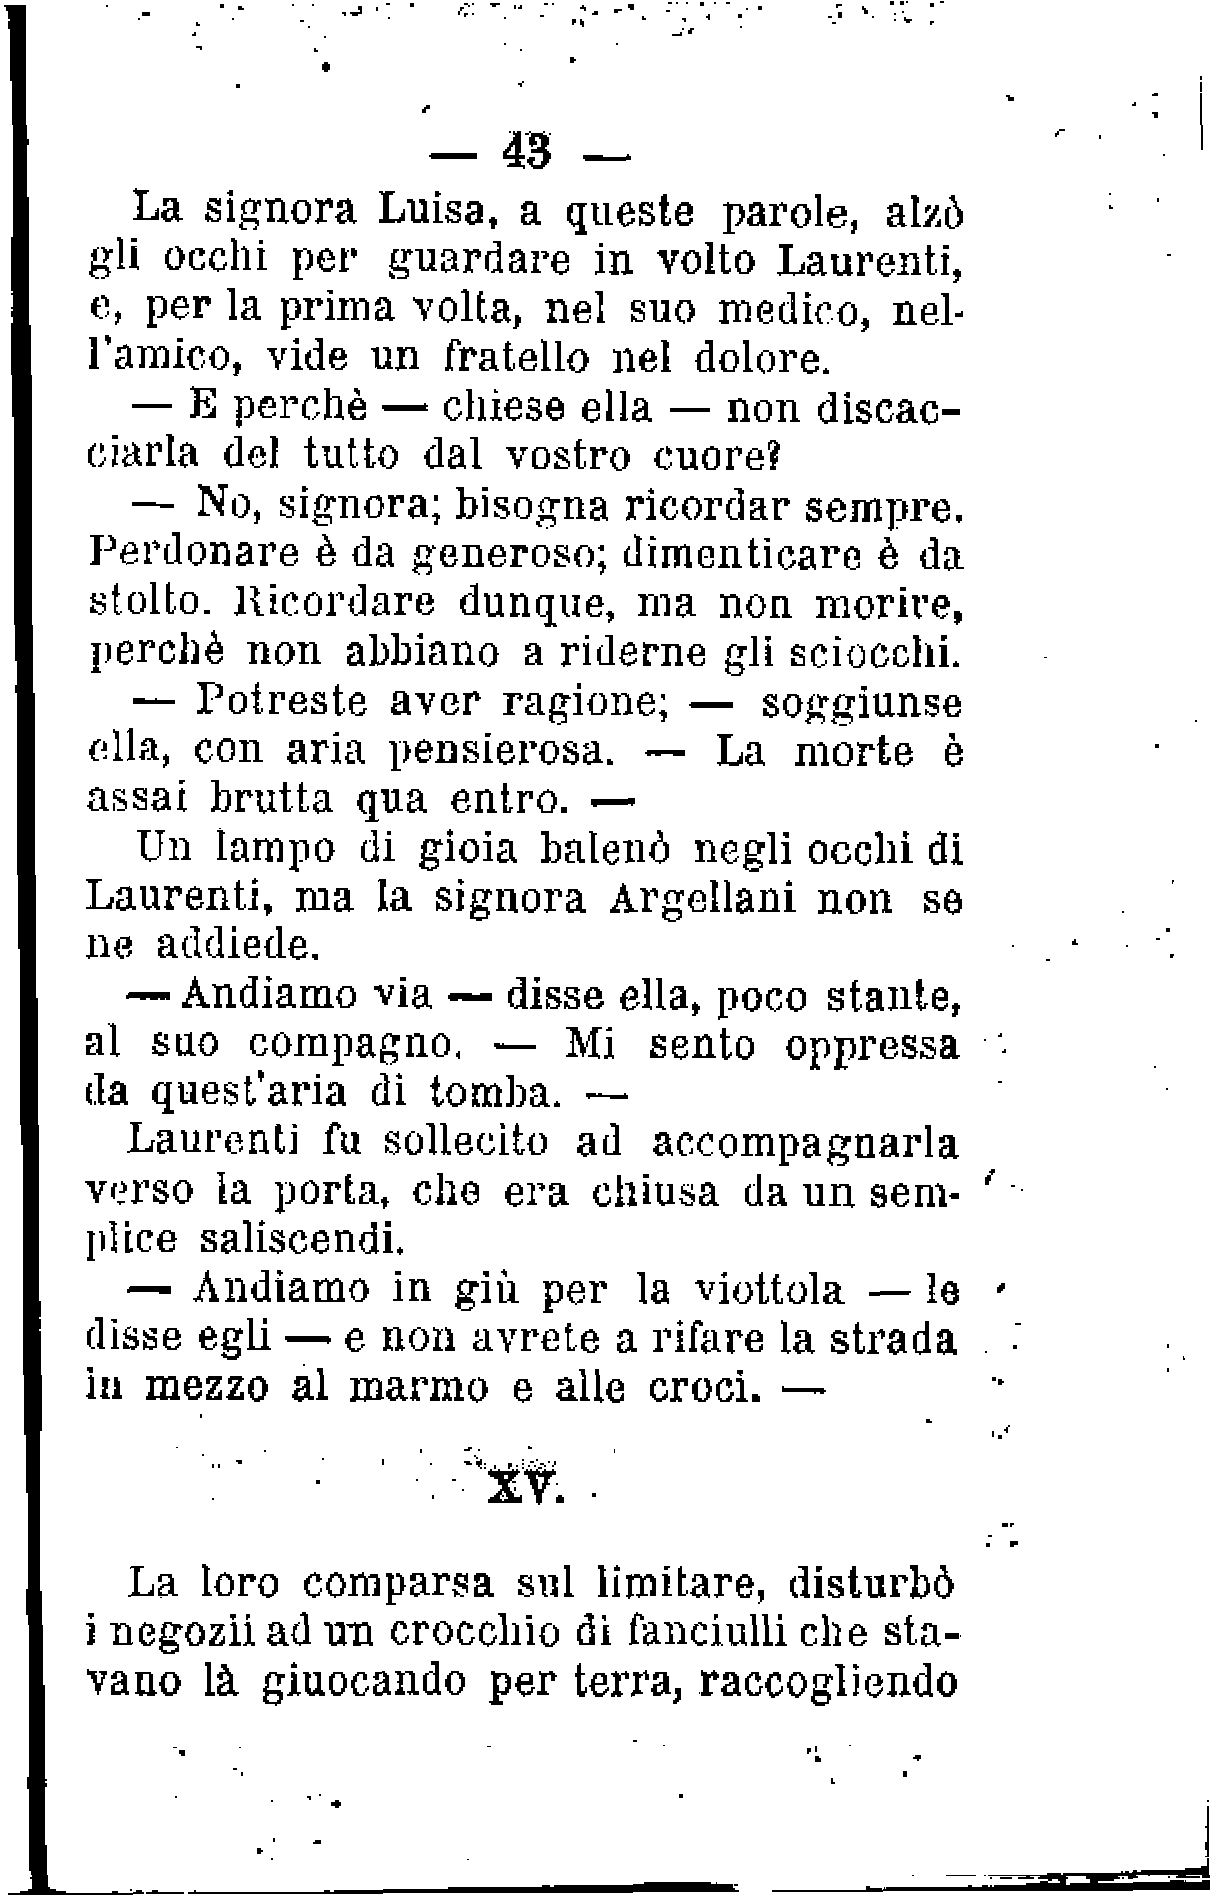 — 43 —
La signora Luisa, a queste parole, alzò
gli occhi per guardare in volto Laurenti,
e, per la prima volta, nel suo medico, nel-
l'amico, vide un fratello nel dolore.
— E perchè — chiese ella — non discac-
ciarla del tutto dal vostro cuore?
— No, signora; bisogna ricordar sempre.
Perdonare è da generoso; dimenticare è da
stolto. Ricordare dunque, ma non morire,
perchè non abbiano a riderne gli sciocchi.
— Potreste aver ragione; — soggiunse
ella, con aria pensierosa. — La morte è
assai brutta qua entro. —
Un lampo di gioia balenò negli occhi di
Laurenti, ma la signora Argellani non se
ne addiede.
— Andiamo via — disse ella, poco stante,
al suo compagno. — Mi sento oppressa
da quest'aria di tomba. —
Laurenti fu sollecito ad accompagnarla
verso la porta, che era chiusa da un sem-
plice saliscendi.
— Andiamo in giù per la viottola — le
disse egli — e non avrete a rifare la strada
in mezzo al marmo e alle croci. —
XV.
La loro comparsa sul limitare, disturbò
i negozii ad un crocchio di fanciulli che sta-
vano là giuocando per terra, raccogliendo